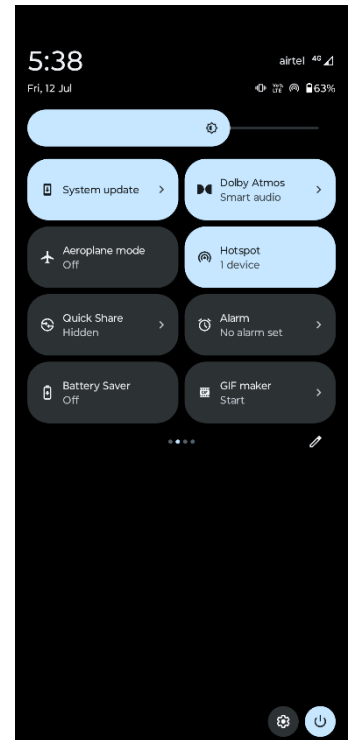 5:38
airtel 4G
Fri, 12 Jul
VoLTE 63%
System update
Dolby Atmos
Smart audio
Aeroplane mode
Off
Hotspot
1 device
Quick Share
Hidden
Alarm
No alarm set
Battery Saver
Off
GIF maker
Start